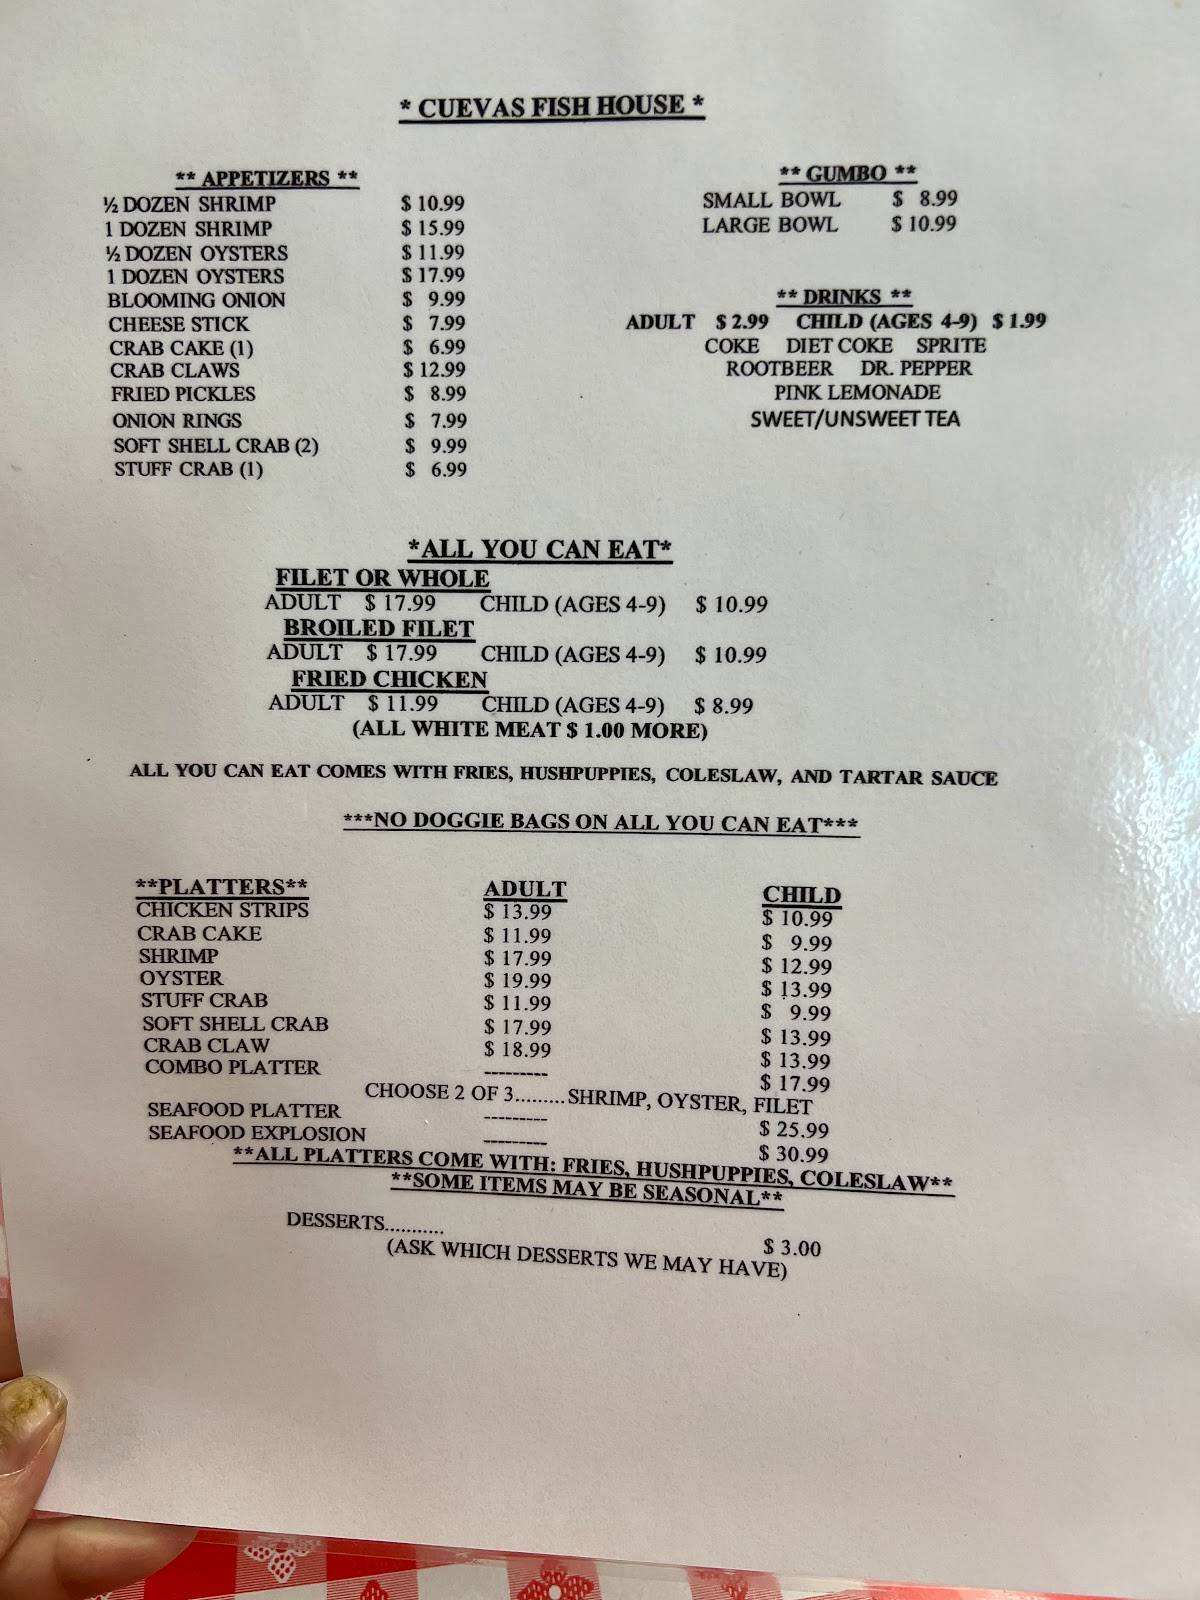 * CUEVAS FISH HOUSE *
** APPETIZERS **
½ DOZEN SHRIMP $ 10.99
1 DOZEN SHRIMP $ 15.99
½ DOZEN OYSTERS $ 11.99
1 DOZEN OYSTERS $ 17.99
BLOOMING ONION $ 9.99
CHEESE STICK $ 7.99
CRAB CAKE (1) $ 6.99
CRAB CLAWS $ 12.99
FRIED PICKLES $ 8.99
ONION RINGS $ 7.99
SOFT SHELL CRAB (2) $ 9.99
STUFF CRAB (1) $ 6.99
** GUMBO **
SMALL BOWL $ 8.99
LARGE BOWL $ 10.99
** DRINKS **
ADULT $ 2.99 CHILD (AGES 4-9) $ 1.99
COKE DIET COKE SPRITE
ROOTBEER DR. PEPPER
PINK LEMONADE
SWEET/UNSWEET TEA
*ALL YOU CAN EAT*
FILET OR WHOLE
ADULT $ 17.99 CHILD (AGES 4-9) $ 10.99
BROILED FILET
ADULT $ 17.99 CHILD (AGES 4-9) $ 10.99
FRIED CHICKEN
ADULT $ 11.99 CHILD (AGES 4-9) $ 8.99
(ALL WHITE MEAT $ 1.00 MORE)
ALL YOU CAN EAT COMES WITH FRIES, HUSHPUPPIES, COLESLAW, AND TARTAR SAUCE
***NO DOGGIE BAGS ON ALL YOU CAN EAT***
**PLATTERS** ADULT CHILD
CHICKEN STRIPS $ 13.99 $ 10.99
CRAB CAKE $ 11.99 $ 9.99
SHRIMP $ 17.99 $ 12.99
OYSTER $ 19.99 $ 13.99
STUFF CRAB $ 11.99 $ 9.99
SOFT SHELL CRAB $ 17.99 $ 13.99
CRAB CLAW $ 18.99 $ 13.99
COMBO PLATTER --------- $ 17.99
CHOOSE 2 OF 3......... SHRIMP, OYSTER, FILET
SEAFOOD PLATTER --------- $ 25.99
SEAFOOD EXPLOSION --------- $ 30.99
**ALL PLATTERS COME WITH: FRIES, HUSHPUPPIES, COLESLAW**
**SOME ITEMS MAY BE SEASONAL**
DESSERTS........... $ 3.00
(ASK WHICH DESSERTS WE MAY HAVE)